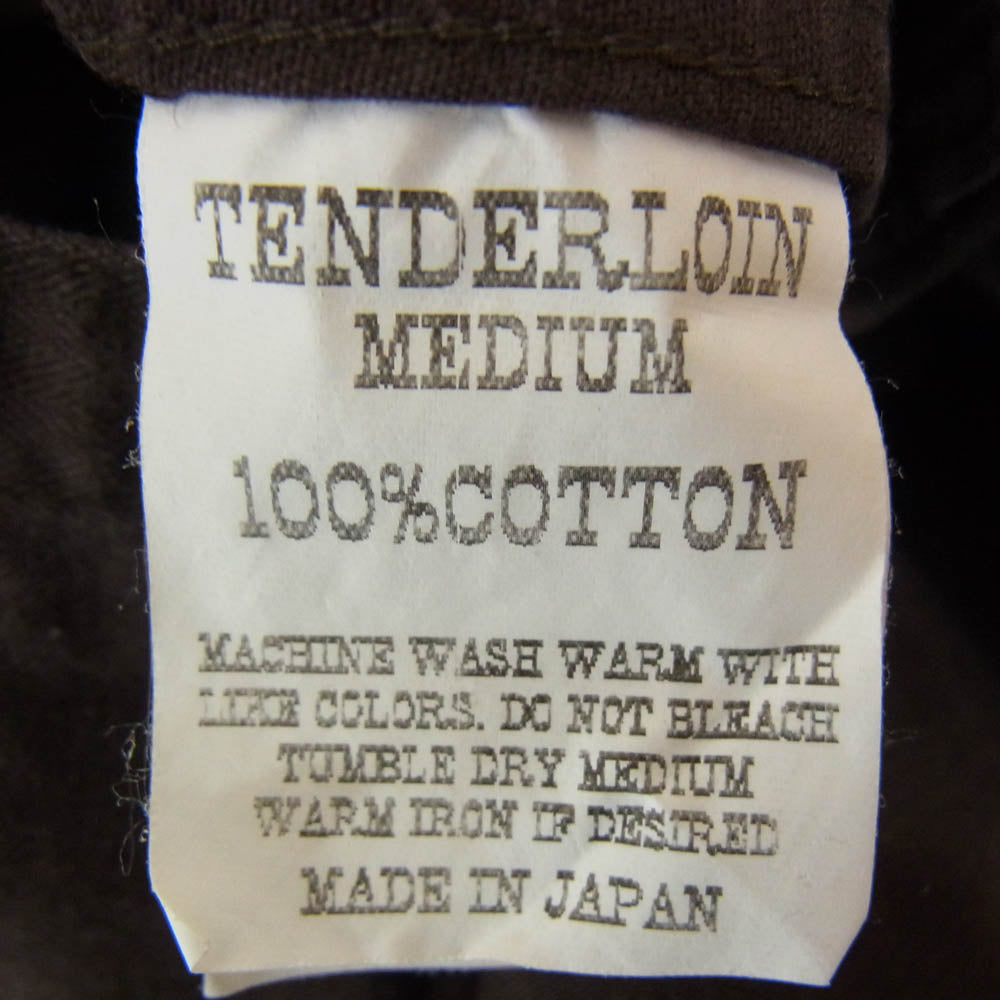 TENDERLOIN
MEDIUM
100%COTTON
MACHINE WASH WARM WITH
LIKE COLORS. DO NOT BLEACH
TUMBLE DRY MEDIUM
WARM IRON IF DESIRED
MADE IN JAPAN